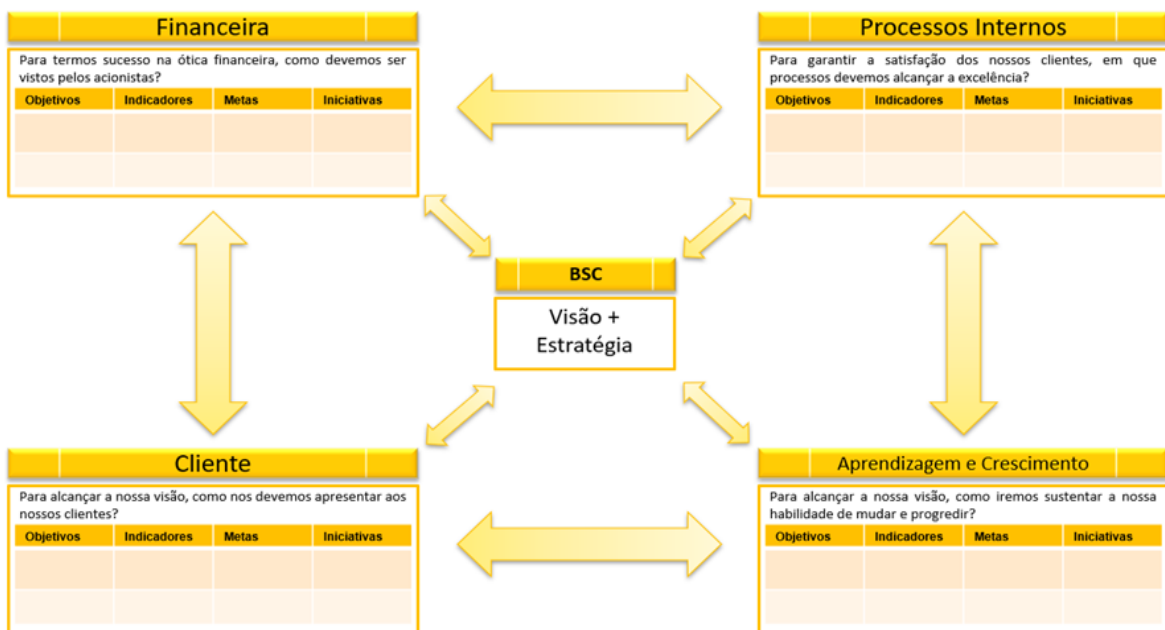 Financeira
Para termos sucesso na ótica financeira, como devemos ser
vistos pelos acionistas?
Objetivos Indicadores Metas Iniciativas
Processos Internos
Para garantir a satisfação dos nossos clientes, em que
processos devemos alcançar a excelência?
Objetivos Indicadores Metas Iniciativas
BSC
Visão +
Estratégia
Cliente
Para alcançar a nossa visão, como nos devemos apresentar aos
nossos clientes?
Objetivos Indicadores Metas Iniciativas
Aprendizagem e Crescimento
Para alcançar a nossa visão, como iremos sustentar a nossa
habilidade de mudar e progredir?
Objetivos Indicadores Metas Iniciativas